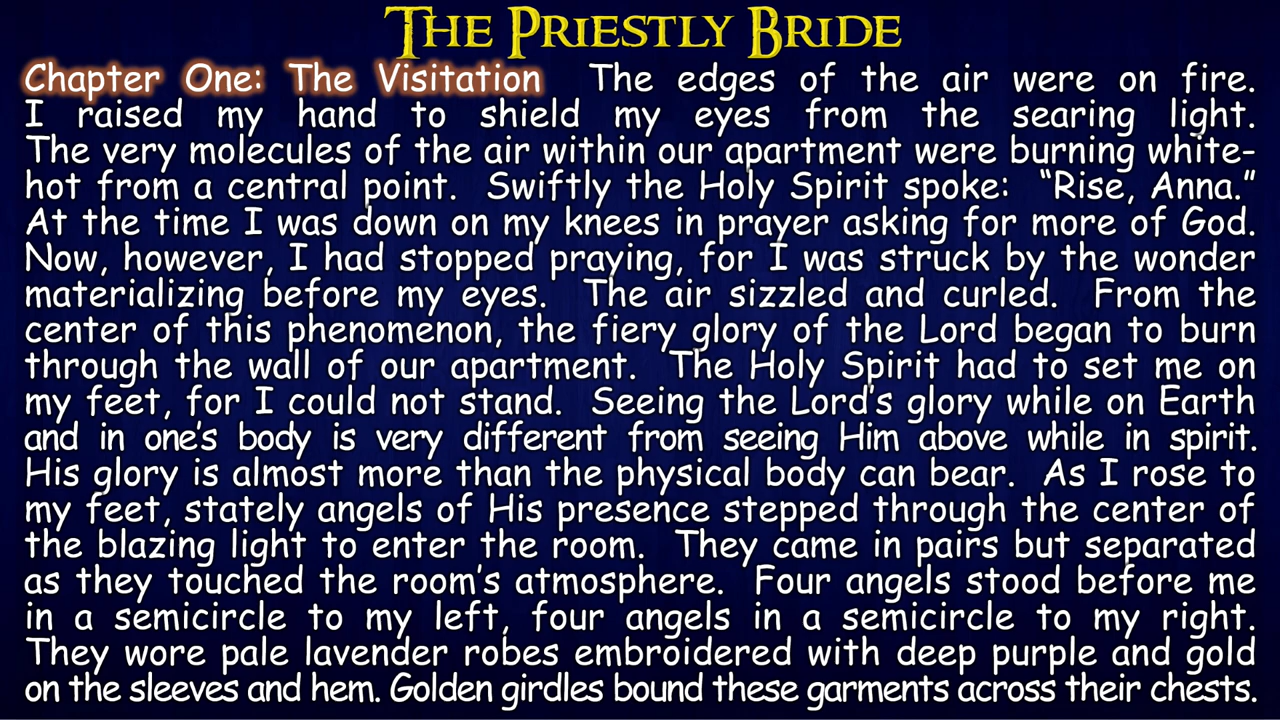 The Priestly Bride
Chapter One: The Visitation The edges of the air were on fire.
I raised my hand to shield my eyes from the searing light.
The very molecules of the air within our apartment were burning white-
hot from a central point. Swiftly the Holy Spirit spoke: “Rise, Anna.”
At the time I was down on my knees in prayer asking for more of God.
Now, however, I had stopped praying, for I was struck by the wonder
materializing before my eyes. The air sizzled and curled. From the
center of this phenomenon, the fiery glory of the Lord began to burn
through the wall of our apartment. The Holy Spirit had to set me on
my feet, for I could not stand. Seeing the Lord’s glory while on Earth
and in one’s body is very different from seeing Him above while in spirit.
His glory is almost more than the physical body can bear. As I rose to
my feet, stately angels of His presence stepped through the center of
the blazing light to enter the room. They came in pairs but separated
as they touched the room’s atmosphere. Four angels stood before me
in a semicircle to my left, four angels in a semicircle to my right.
They wore pale lavender robes embroidered with deep purple and gold
on the sleeves and hem. Golden girdles bound these garments across their chests.